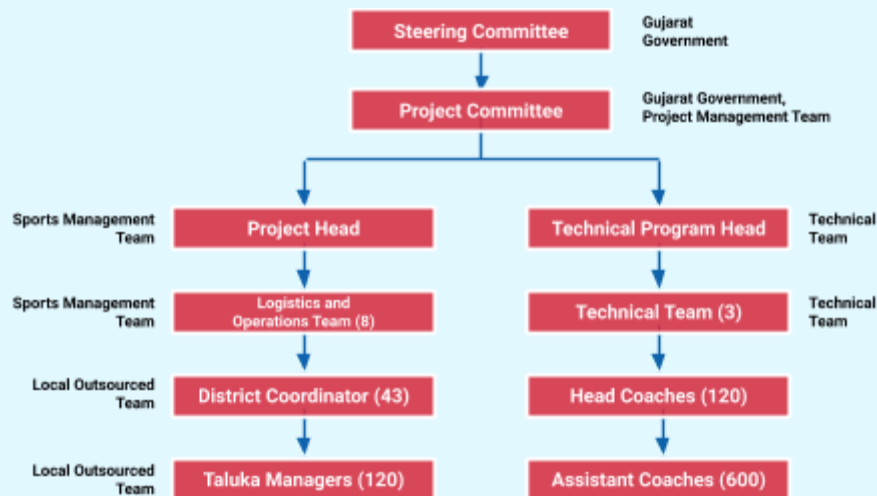 Steering Committee
Gujarat
Government
Project Committee
Gujarat Government,
Project Management Team
Sports Management
Team
Project Head
Technical Program Head
Technical
Team
Sports Management
Team
Logistics and
Operations Team (8)
Technical Team (3)
Technical
Team
Local Outsourced
Team
District Coordinator (43)
Head Coaches (120)
Local Outsourced
Team
Taluka Managers (120)
Assistant Coaches (600)